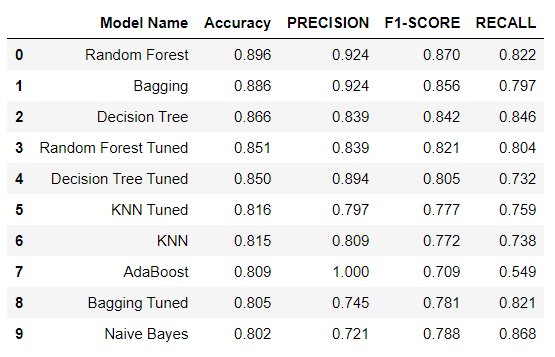 Model Name Accuracy PRECISION F1-SCORE RECALL
0 Random Forest 0.896 0.924 0.870 0.822
1 Bagging 0.886 0.924 0.856 0.797
2 Decision Tree 0.866 0.839 0.842 0.846
3 Random Forest Tuned 0.851 0.839 0.821 0.804
4 Decision Tree Tuned 0.850 0.894 0.805 0.732
5 KNN Tuned 0.816 0.797 0.777 0.759
6 KNN 0.815 0.809 0.772 0.738
7 AdaBoost 0.809 1.000 0.709 0.549
8 Bagging Tuned 0.805 0.745 0.781 0.821
9 Naive Bayes 0.802 0.721 0.788 0.868